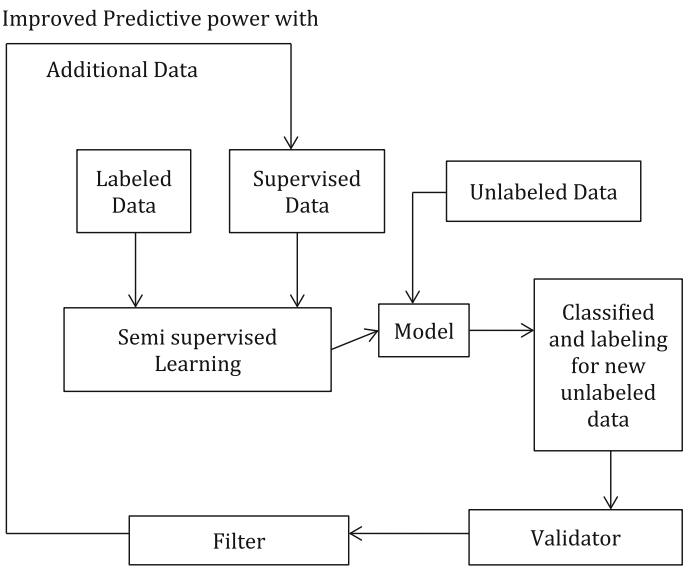 Improved Predictive power with
Additional Data
Labeled
Data
Supervised
Data
Unlabeled Data
Semi supervised
Learning
Model
Classified
and labeling
for new
unlabeled
data
Filter
Validator